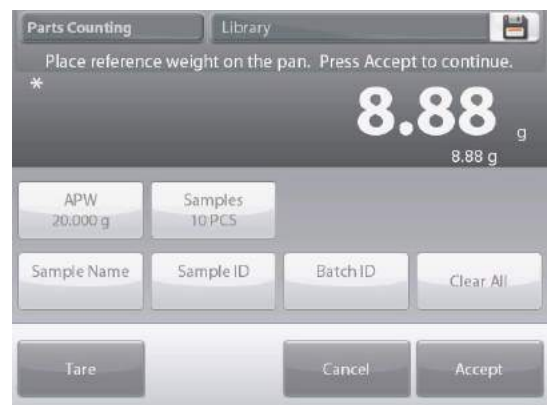 Parts Counting
Library
Place reference weight on the pan. Press Accept to continue.
*
8.88 g
8.88 g
APW
20.000 g
Samples
10 PCS
Sample Name
Sample ID
Batch ID
Clear All
Tare
Cancel
Accept